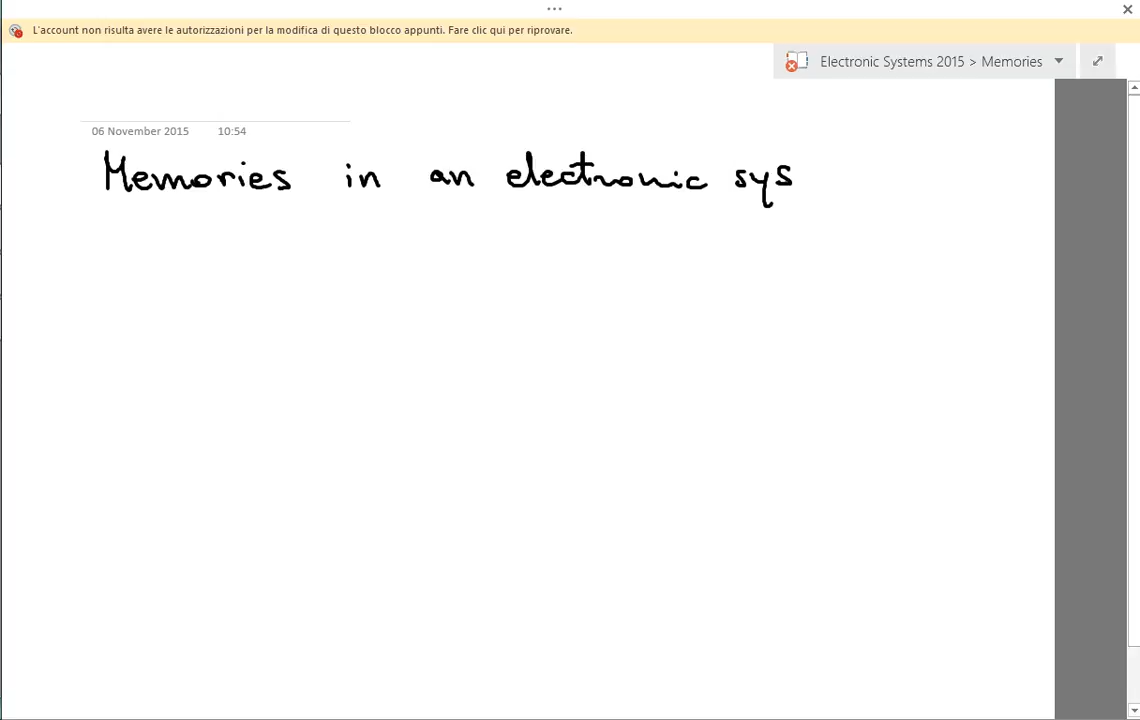 L'account non risulta avere le autorizzazioni per la modifica di questo blocco appunti. Fare clic qui per riprovare.
Electronic Systems 2015 > Memories
06 November 2015 10:54
Memories in an electronic sys